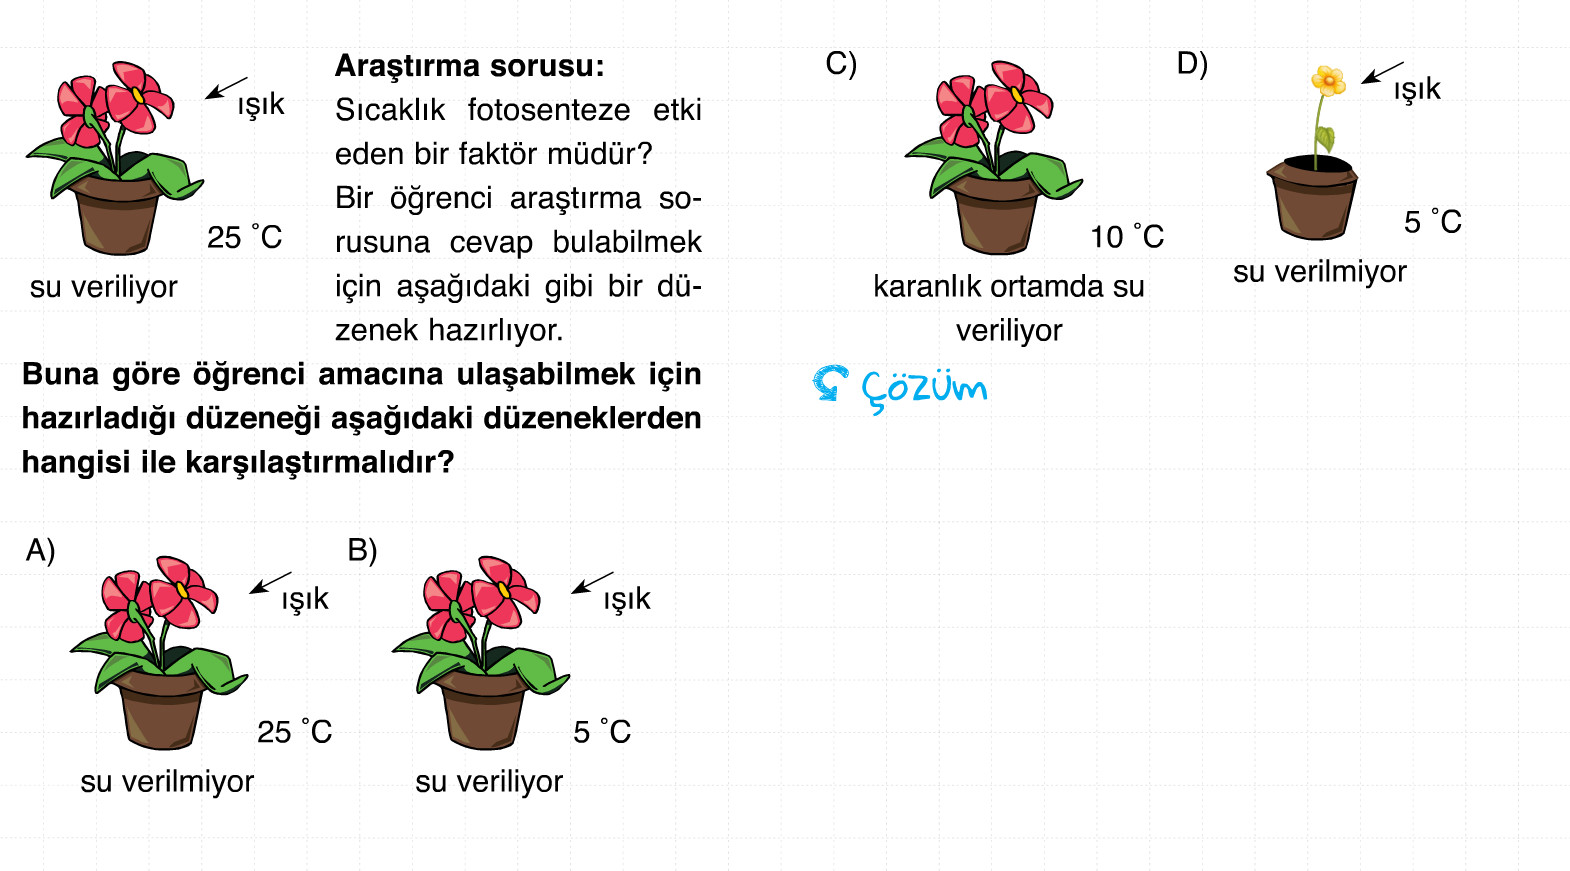 ışık
25 °C
su veriliyor
Araştırma sorusu:
Sıcaklık fotosenteze etki
eden bir faktör müdür?
Bir öğrenci araştırma so-
rusuna cevap bulabilmek
için aşağıdaki gibi bir dü-
zenek hazırlıyor.
Buna göre öğrenci amacına ulaşabilmek için
hazırladığı düzeneği aşağıdaki düzeneklerden
hangisi ile karşılaştırmalıdır?
A)
ışık
25 °C
su verilmiyor
B)
ışık
5 °C
su veriliyor
C)
10 °C
karanlık ortamda su
veriliyor
D)
ışık
5 °C
su verilmiyor
ÇÖZÜm